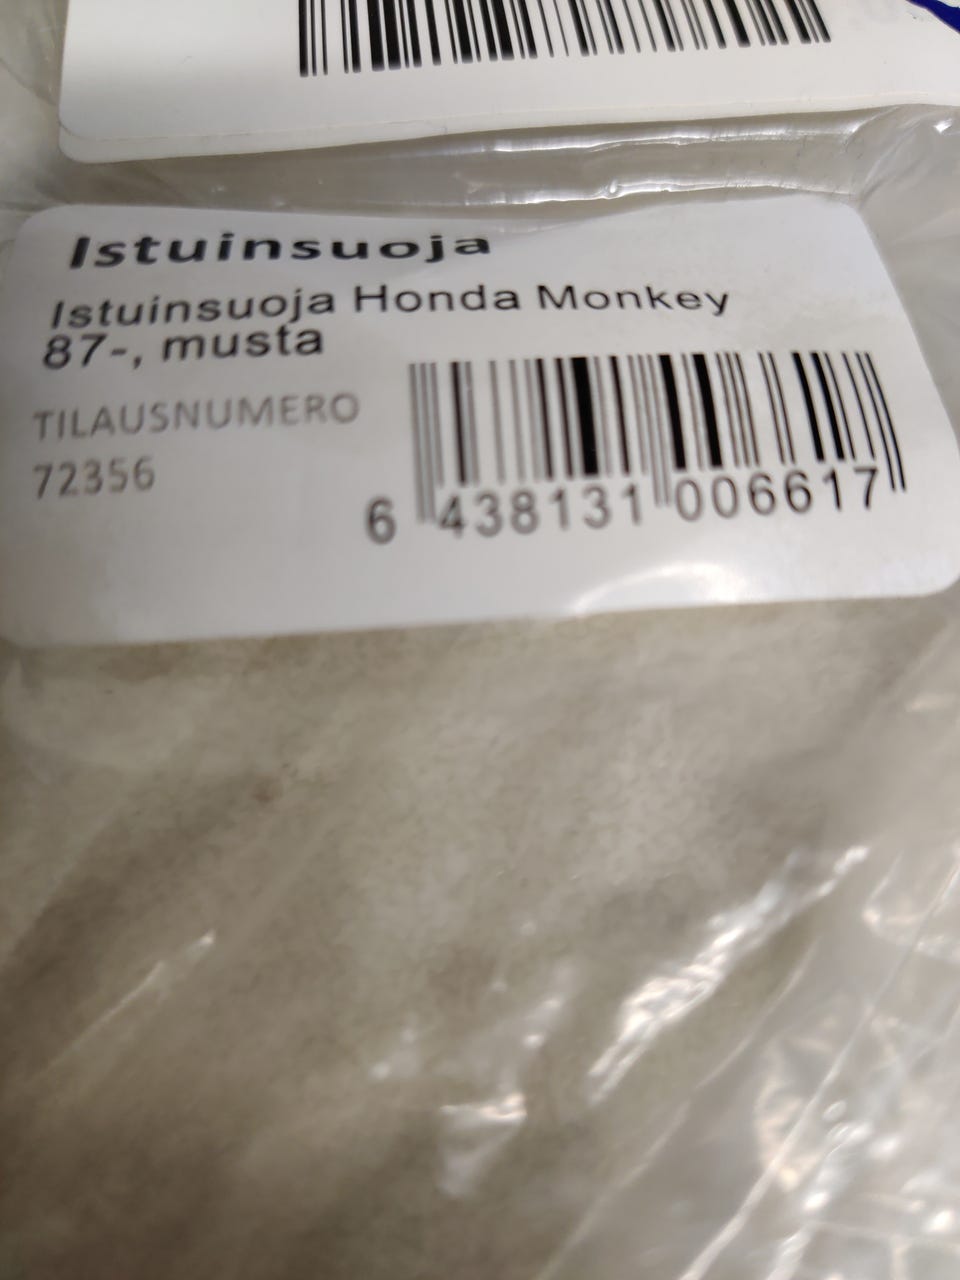 Istuinsuoja
Istuinsuoja Honda Monkey
87-, musta
TILAUSNUMERO
72356
6 438131 006617